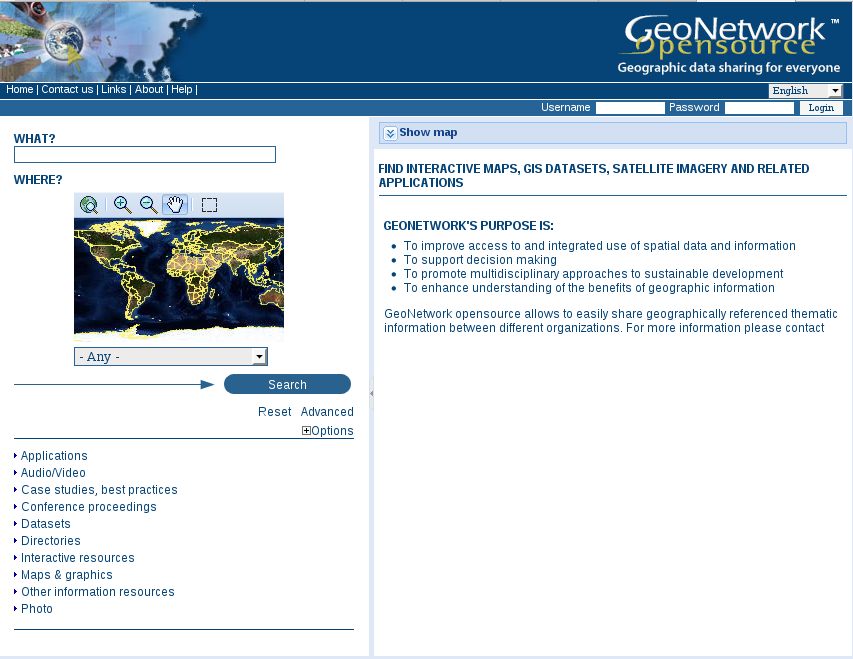 GeoNetwork ™
Opensource
Geographic data sharing for everyone
Home | Contact us | Links | About | Help |
English
Username Password Login
WHAT?
WHERE?
- Any -
Search
Reset Advanced
Options
Applications
Audio/Video
Case studies, best practices
Conference proceedings
Datasets
Directories
Interactive resources
Maps & graphics
Other information resources
Photo
Show map
FIND INTERACTIVE MAPS, GIS DATASETS, SATELLITE IMAGERY AND RELATED
APPLICATIONS
GEONETWORK'S PURPOSE IS:
• To improve access to and integrated use of spatial data and information
• To support decision making
• To promote multidisciplinary approaches to sustainable development
• To enhance understanding of the benefits of geographic information
GeoNetwork opensource allows to easily share geographically referenced thematic
information between different organizations. For more information please contact